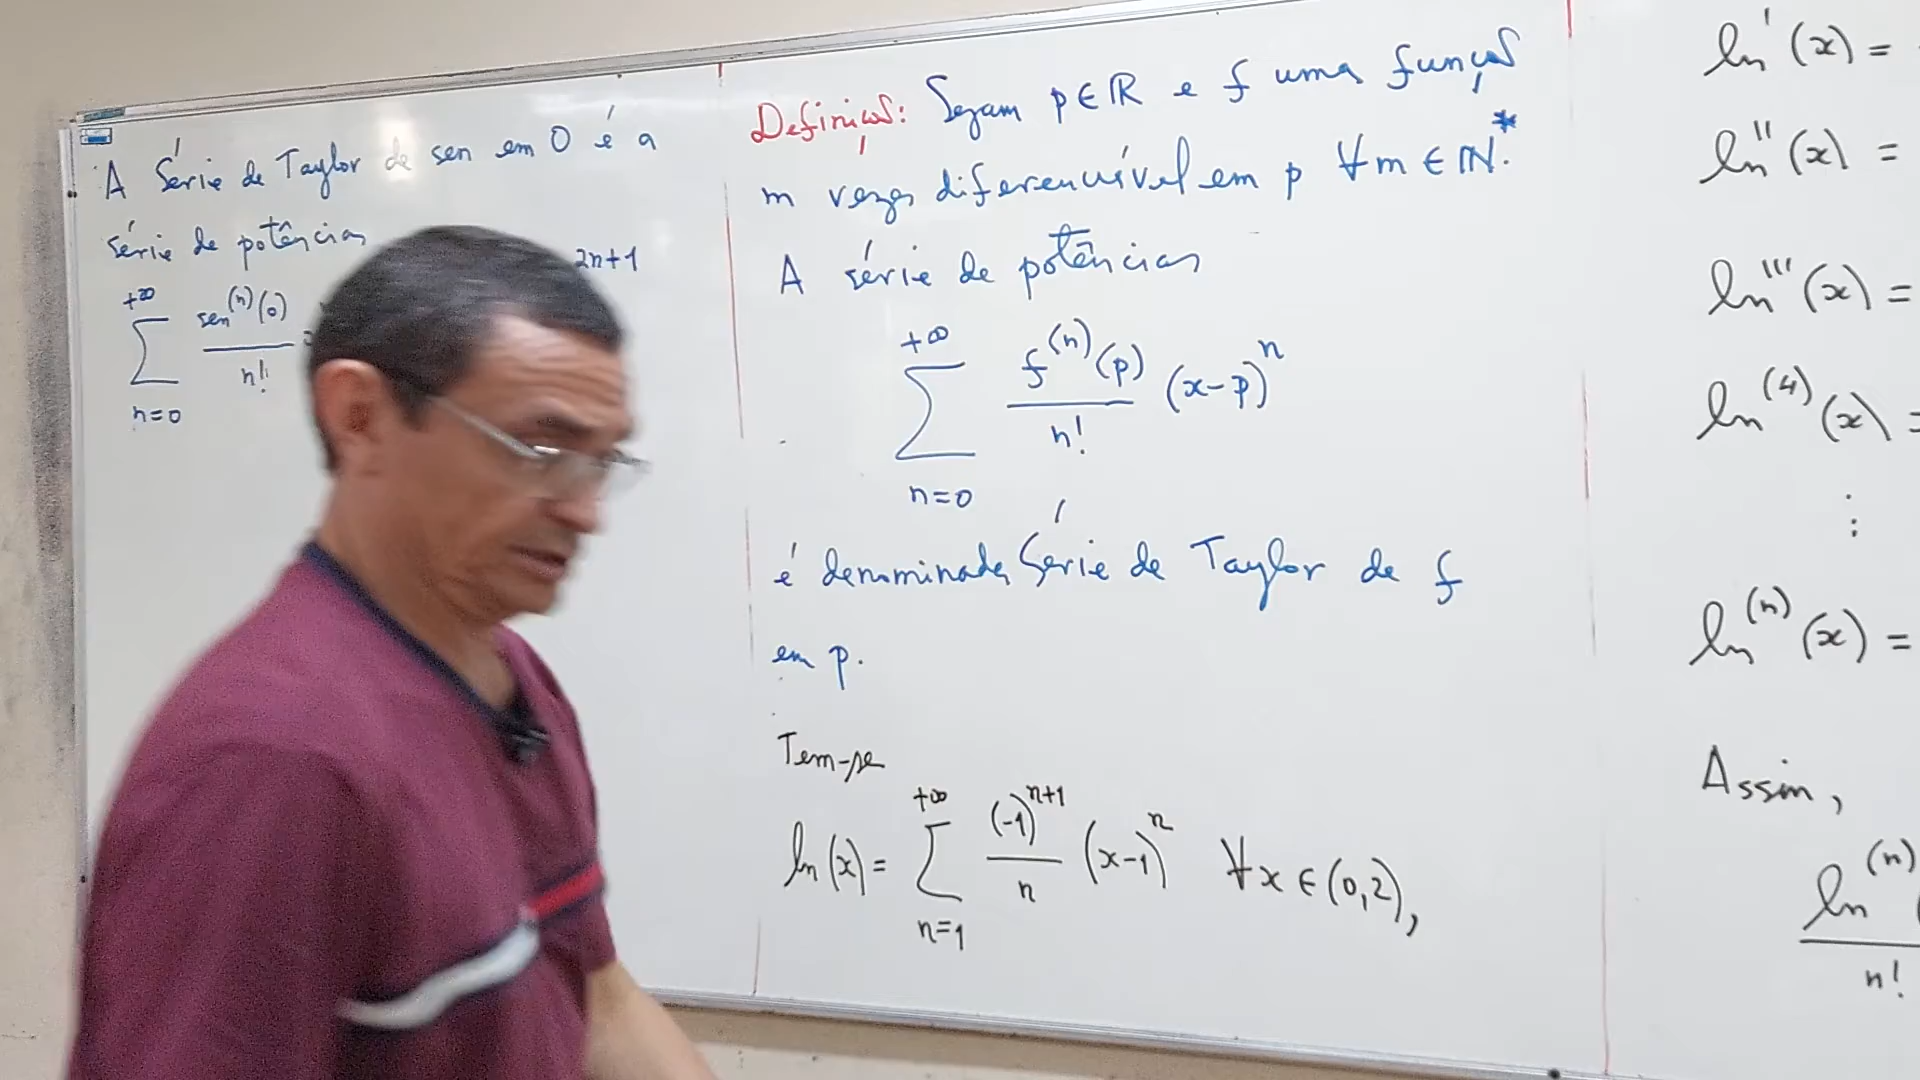 A Série de Taylor de sen em 0 é a
série de potências
+∞ sen^(n)(0) 2n+1
∑ ―
n=0 n!
Definição: Sejam p∈ℝ e f uma função
m vezes diferenciável em p ∀m∈ℕ*.
A série de potências
+∞ f^(n)(p) (x-p)^n
∑ ―
n=0 n!
é denominada Série de Taylor de f
em p.
Tem-se
ln(x) = ∑_{n=1}^{+∞} (-1)^{n+1}/n (x-1)^n ∀x∈(0,2),
ln'(x) =
ln''(x) =
ln'''(x) =
ln^(4)(x) =
⋮
ln^(n)(x) =
Assim,
ln^(n)(
n!